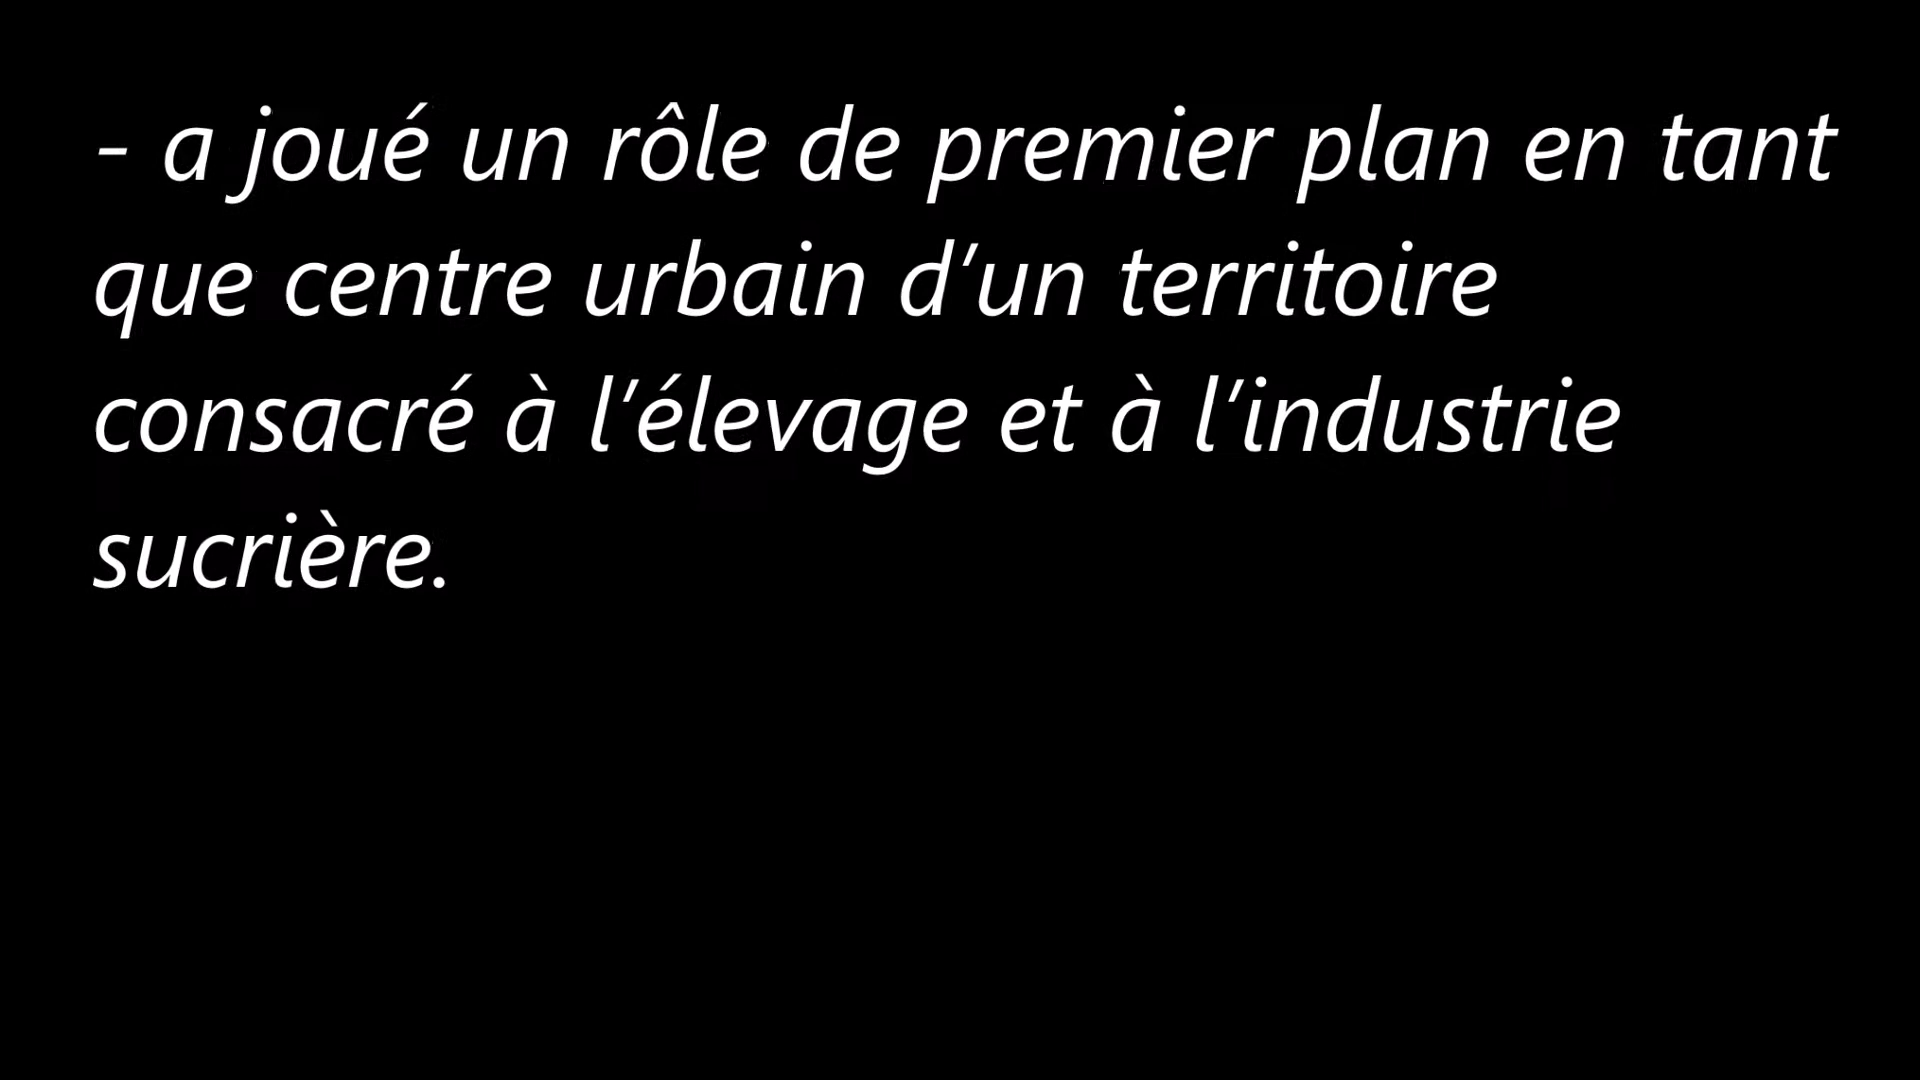 - a joué un rôle de premier plan en tant
que centre urbain d’un territoire
consacré à l’élevage et à l’industrie
sucrière.